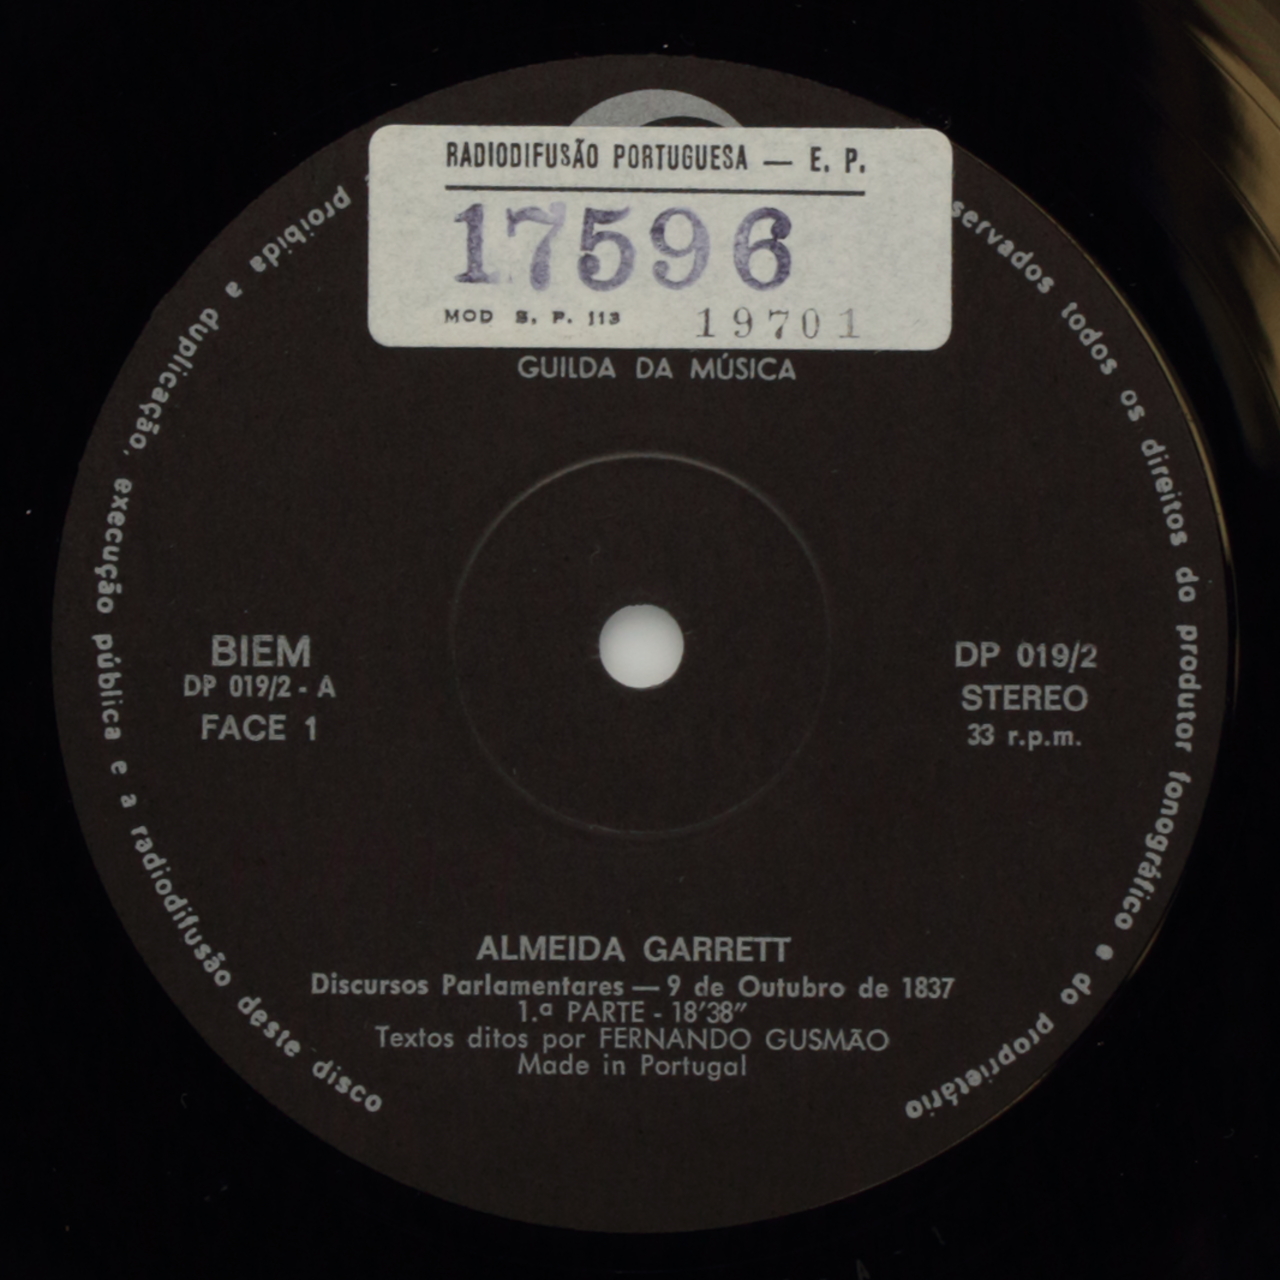 RADIODIFUSÃO PORTUGUESA — E. P.
17596
MOD S. P. 113 19701
GUILDA DA MÚSICA
BIEM
DP 019/2 - A
FACE 1
DP 019/2
STEREO
33 r.p.m.
ALMEIDA GARRETT
Discursos Parlamentares — 9 de Outubro de 1837
1.ª PARTE - 18'38"
Textos ditos por FERNANDO GUSMÃO
Made in Portugal
todos os direitos do produtor fonográfico e do proprietário
proibida a duplicação, execução pública e a radiodifusão deste disco